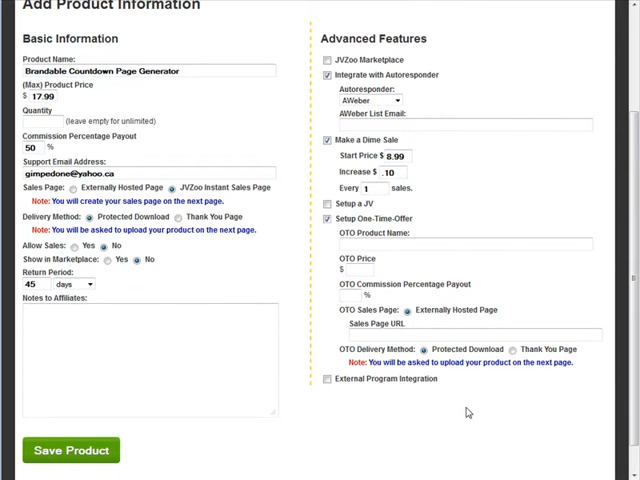 Add Product Information
Basic Information
Product Name:
Brandable Countdown Page Generator
(Max) Product Price
$ 17.99
Quantity
(leave empty for unlimited)
Commission Percentage Payout
50 %
Support Email Address:
gimpedone@yahoo.ca
Sales Page: Externally Hosted Page JVZoo Instant Sales Page
Note: You will create your sales page on the next page.
Delivery Method: Protected Download Thank You Page
Note: You will be asked to upload your product on the next page.
Allow Sales: Yes No
Show in Marketplace: Yes No
Return Period:
45 days
Notes to Affiliates:
Save Product
Advanced Features
JVZoo Marketplace
Integrate with Autoresponder
Autoresponder:
AWeber
AWeber List Email:
Make a Dime Sale
Start Price $ 8.99
Increase $ .10
Every 1 sales.
Setup a JV
Setup One-Time-Offer
OTO Product Name:
OTO Price
$
OTO Commission Percentage Payout
%
OTO Sales Page: Externally Hosted Page
Sales Page URL
OTO Delivery Method: Protected Download Thank You Page
Note: You will be asked to upload your product on the next page.
External Program Integration